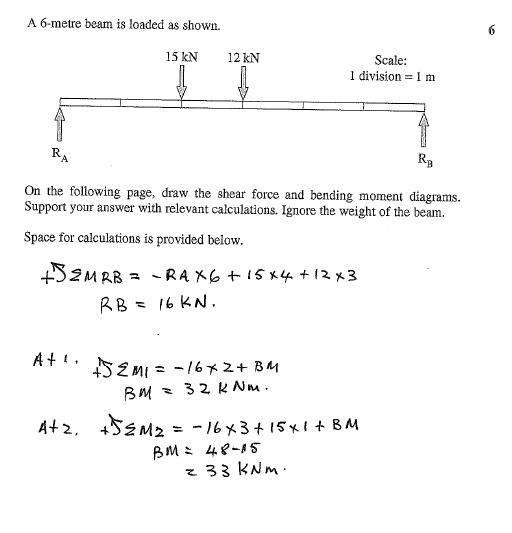 A 6-metre beam is loaded as shown.
6
15 kN 12 kN
Scale:
1 division = 1 m
R_A
R_B
On the following page, draw the shear force and bending moment diagrams.
Support your answer with relevant calculations. Ignore the weight of the beam.
Space for calculations is provided below.
+↺ΣMRB = -RA×6 + 15×4 + 12×3
RB = 16 KN.
At 1. +↺ΣM1 = -16×2 + BM
BM = 32 KNm.
At 2. +↺ΣM2 = -16×3 + 15×1 + BM
BM = 48-15
= 33 KNm.